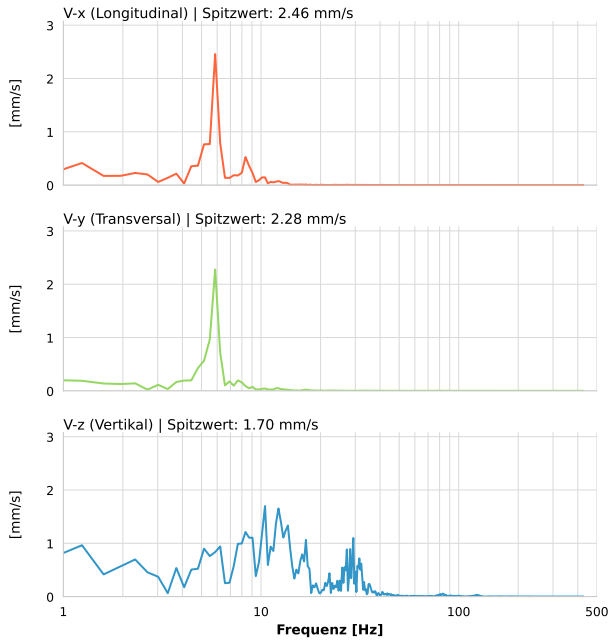 V-x (Longitudinal) | Spitzwert: 2.46 mm/s
3
2
1
0
[mm/s]
V-y (Transversal) | Spitzwert: 2.28 mm/s
3
2
1
0
[mm/s]
V-z (Vertikal) | Spitzwert: 1.70 mm/s
3
2
1
0
[mm/s]
1 10 100 500
Frequenz [Hz]